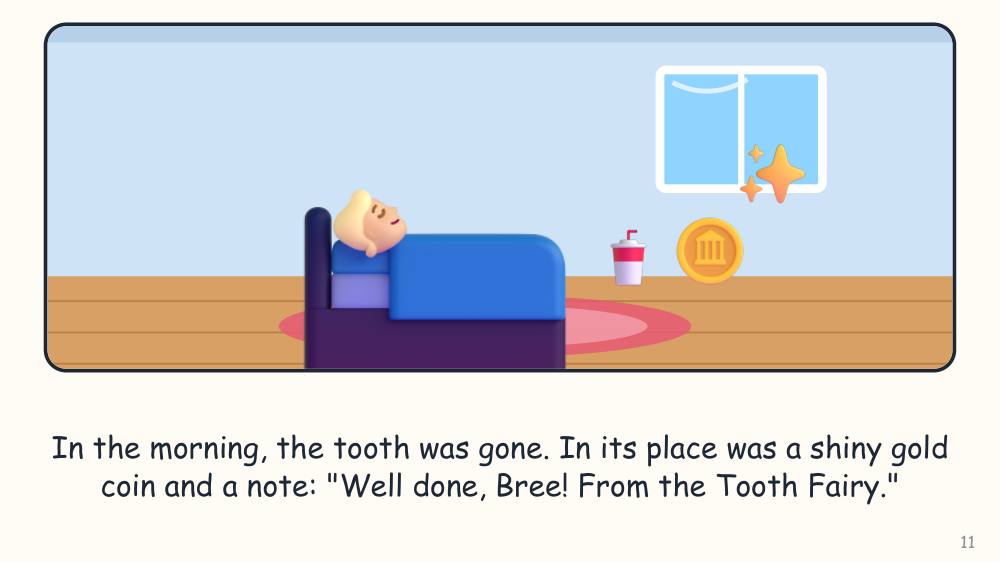 In the morning, the tooth was gone. In its place was a shiny gold
coin and a note: "Well done, Bree! From the Tooth Fairy."
11